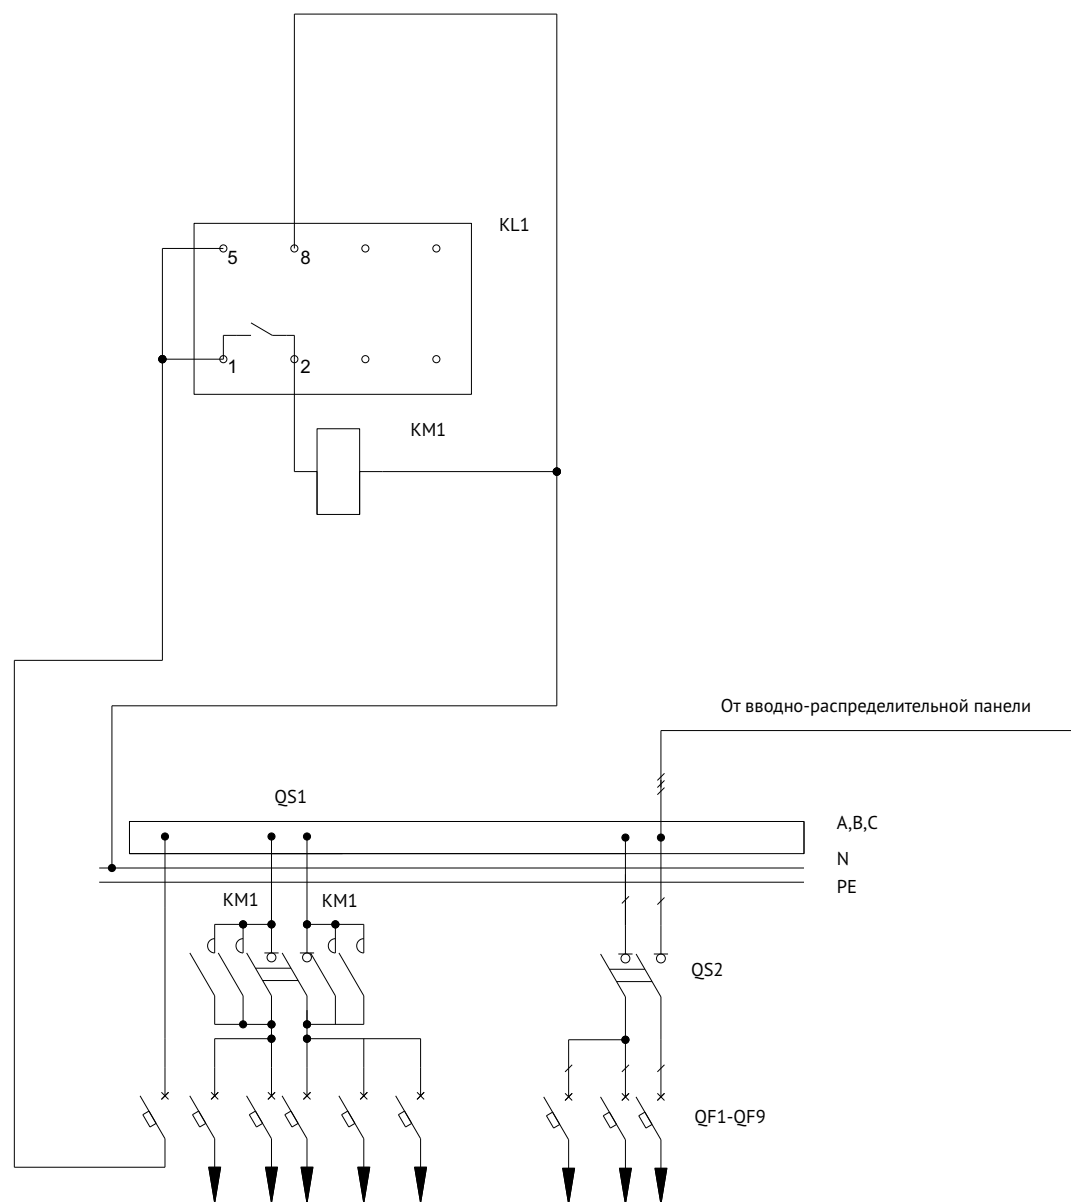 KL1
5
8
1
2
KM1
От вводно-распределительной панели
QS1
A,B,C
N
PE
KM1
KM1
QS2
QF1-QF9